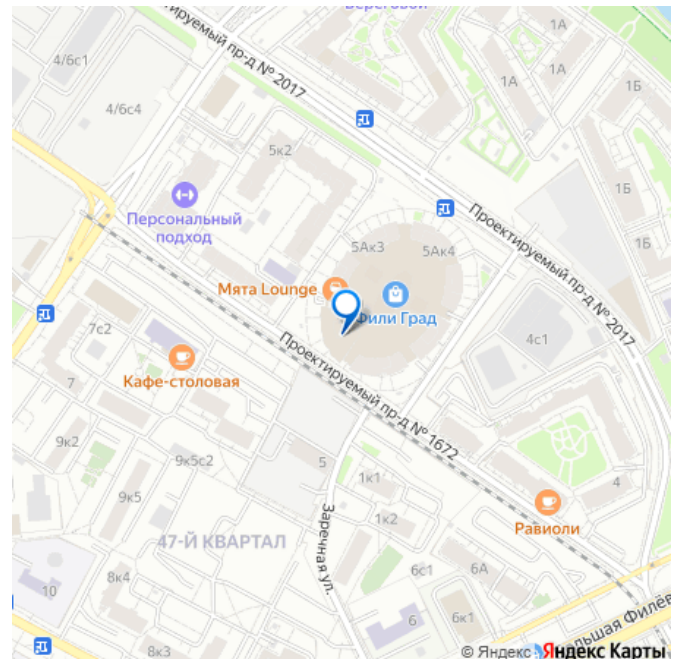 Береговой
1А
4/6с1
Проектируемый пр-д № 2017
1А
1А
1Б
4/6с4
5к2
1Б
Персональный
подход
Проектируемый пр-д № 2017
1Б
5Ак3
5Ак4
Мята Lounge
Фили Град
7с2
Проектируемый пр-д № 1672
4с1
7
Кафе-столовая
9к2
9к5с2
5
1к1
4
9к5
Заречная ул.
1к2
Равиоли
47-Й КВАРТАЛ
8к4
6с1
6А
10
6
6к1
8к3
© Яндекс
Яндекс Карты